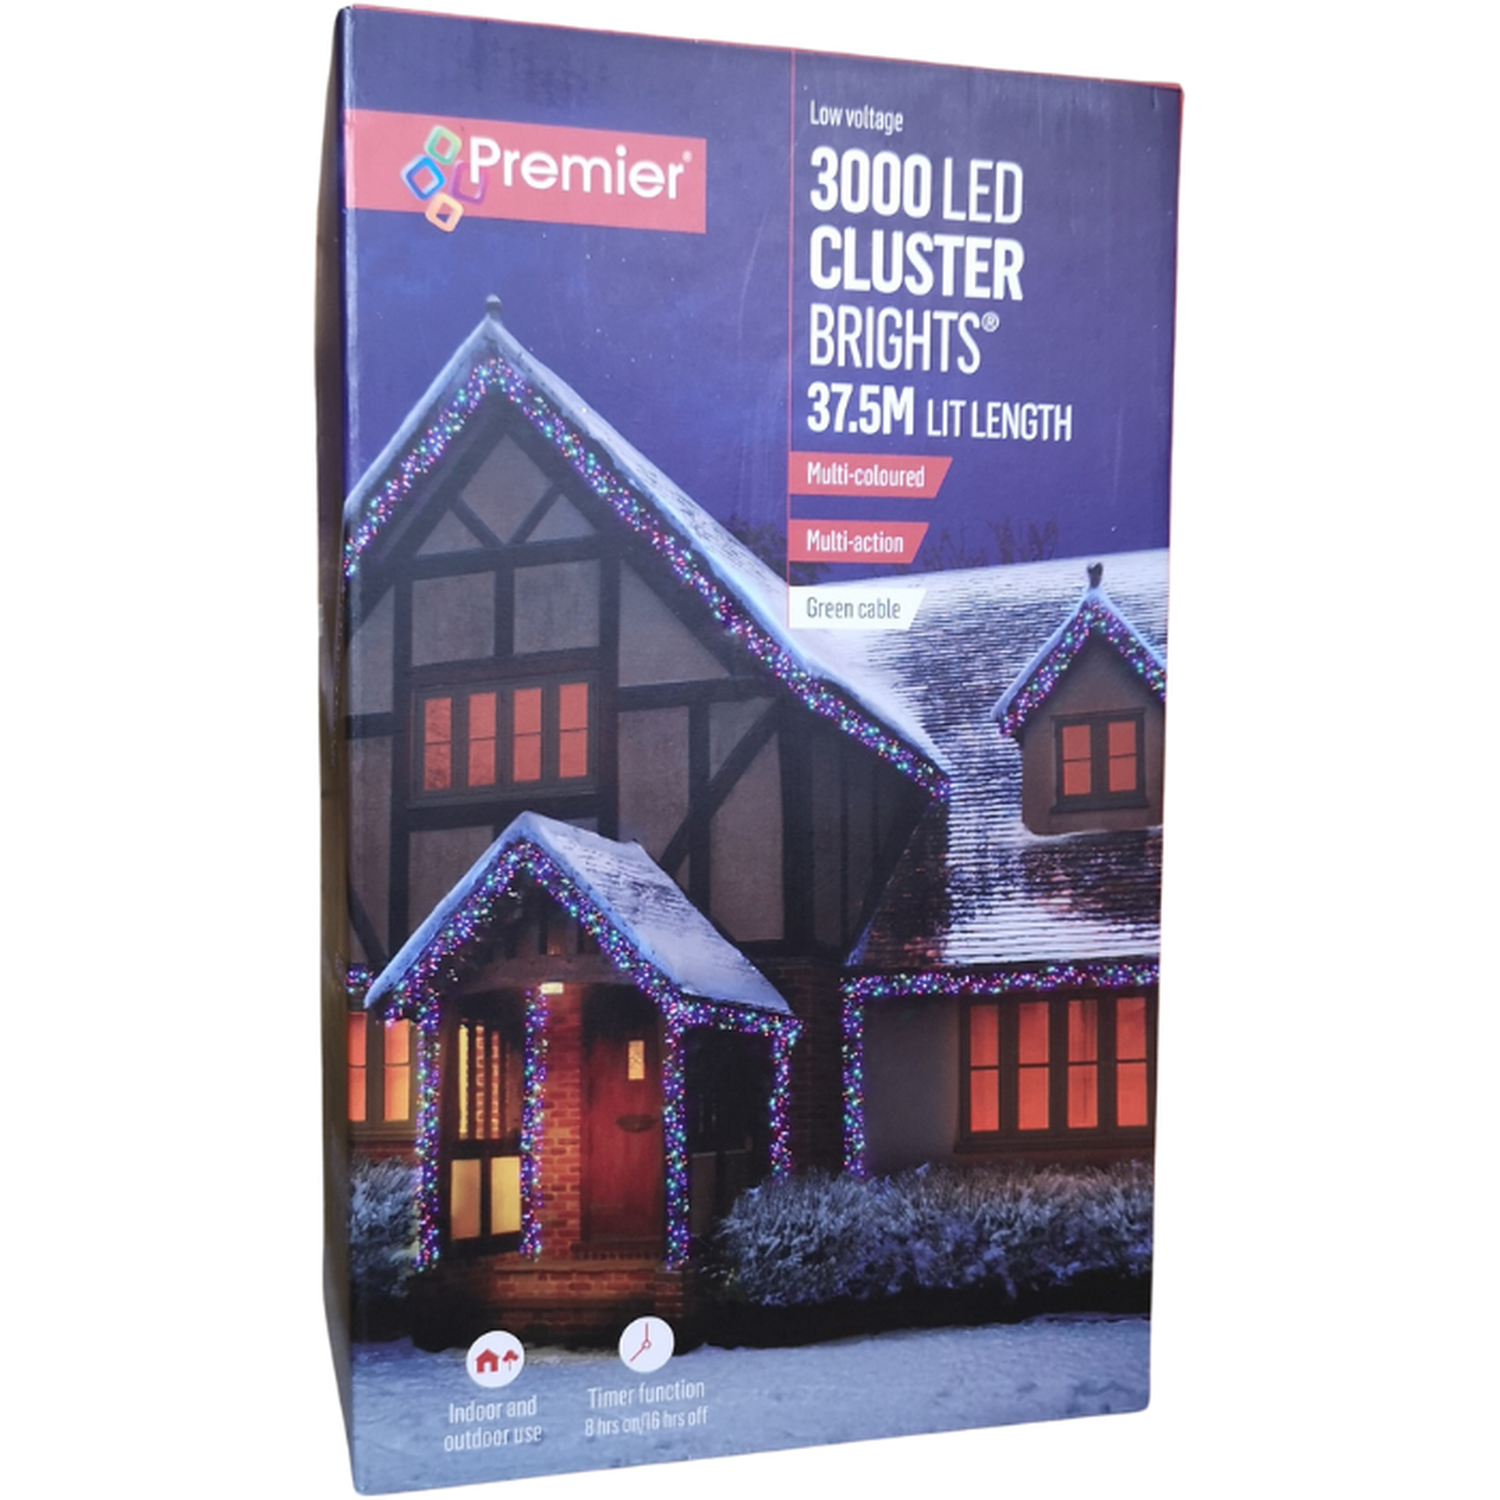 Premier®
Low voltage
3000 LED
CLUSTER
BRIGHTS®
37.5M LIT LENGTH
Multi-coloured
Multi-action
Green cable
Indoor and
outdoor use
Timer function
8 hrs on/16 hrs off